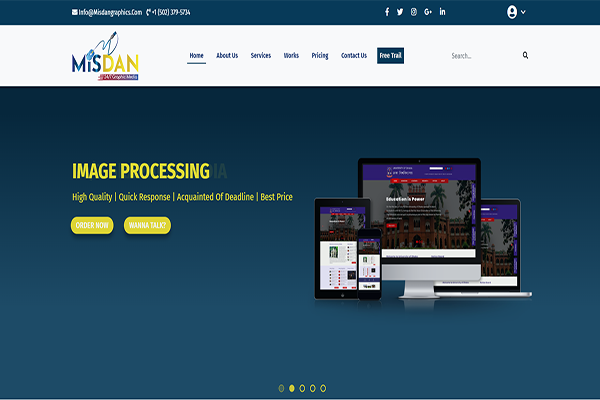 Info@Misdangraphics.Com +1 (502) 379-5734
MISDAN
24/7 Graphic Media
Home About Us Services Works Pricing Contact Us Free Trail Search...
IMAGE PROCESSING
High Quality | Quick Response | Acquainted Of Deadline | Best Price
ORDER NOW WANNA TALK?
Education is Power